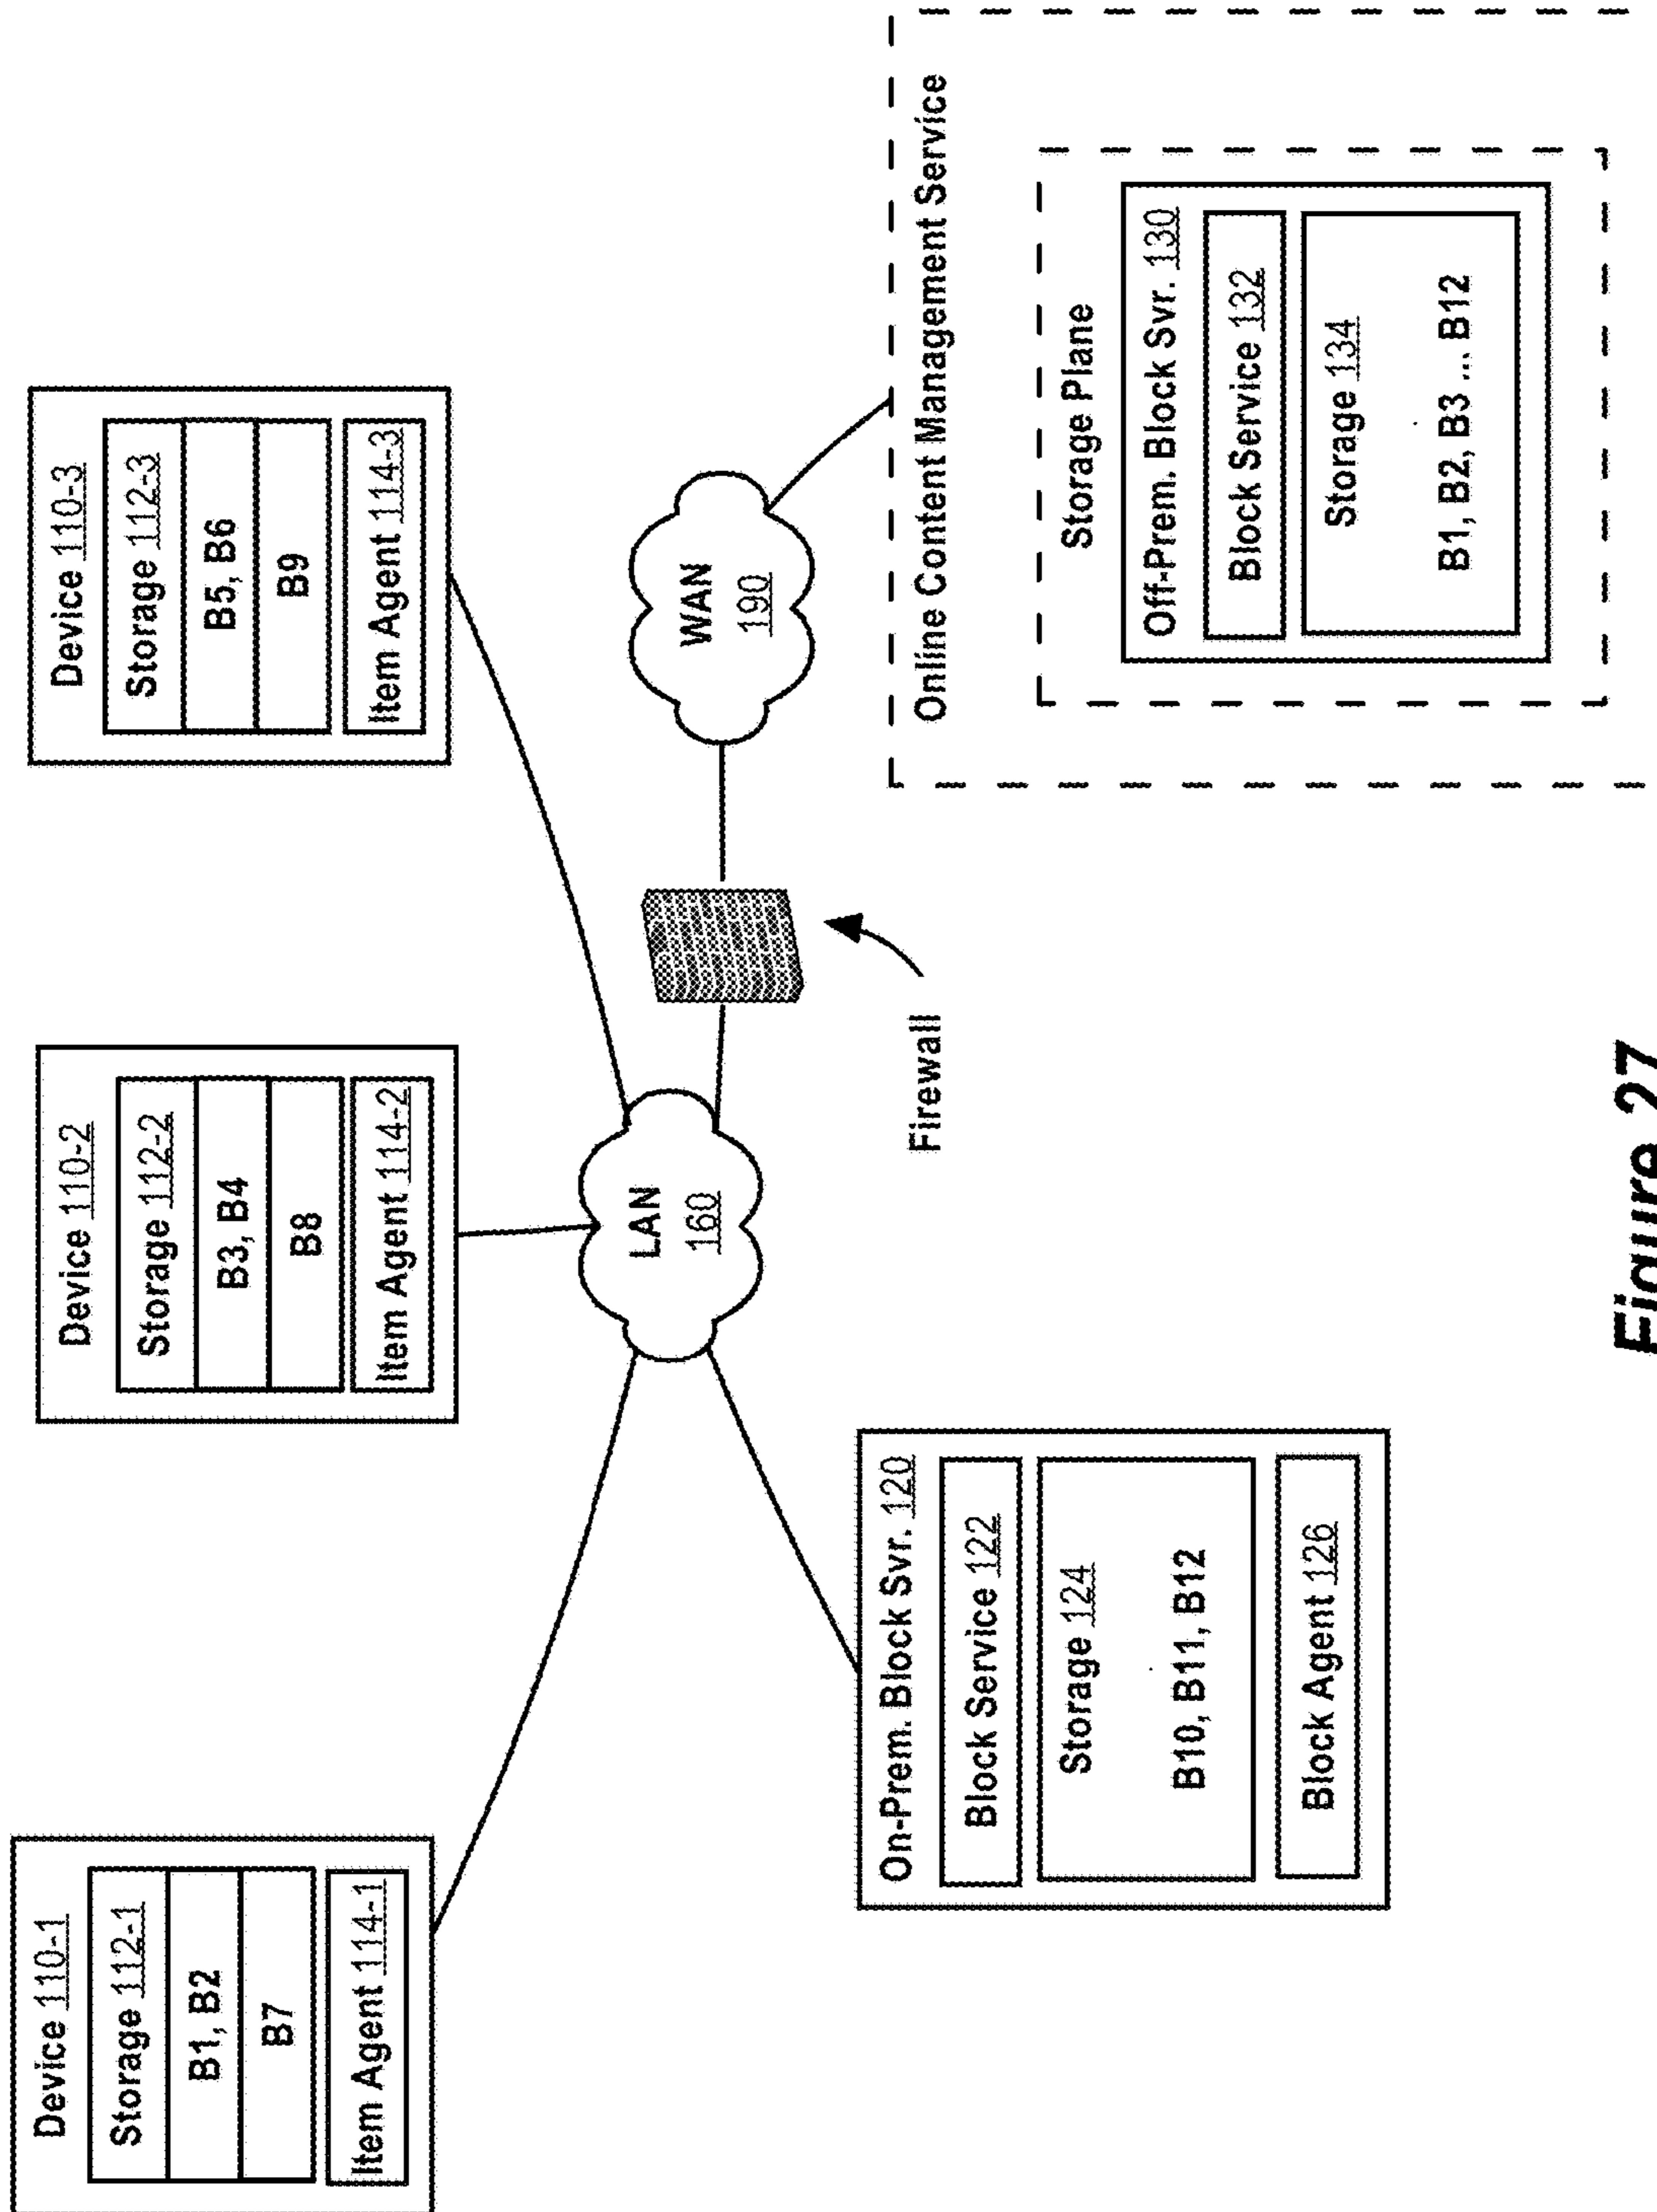 Device 110-1
Storage 112-1
B1, B2
B7
Item Agent 114-1
Device 110-2
Storage 112-2
B3, B4
B8
Item Agent 114-2
Device 110-3
Storage 112-3
B5, B6
B9
Item Agent 114-3
LAN
160
WAN
190
Firewall
On-Prem. Block Svr. 120
Block Service 122
Storage 124
B10, B11, B12
Block Agent 126
Online Content Management Service
Storage Plane
Off-Prem. Block Svr. 130
Block Service 132
Storage 134
B1, B2, B3 ... B12
Figure 27